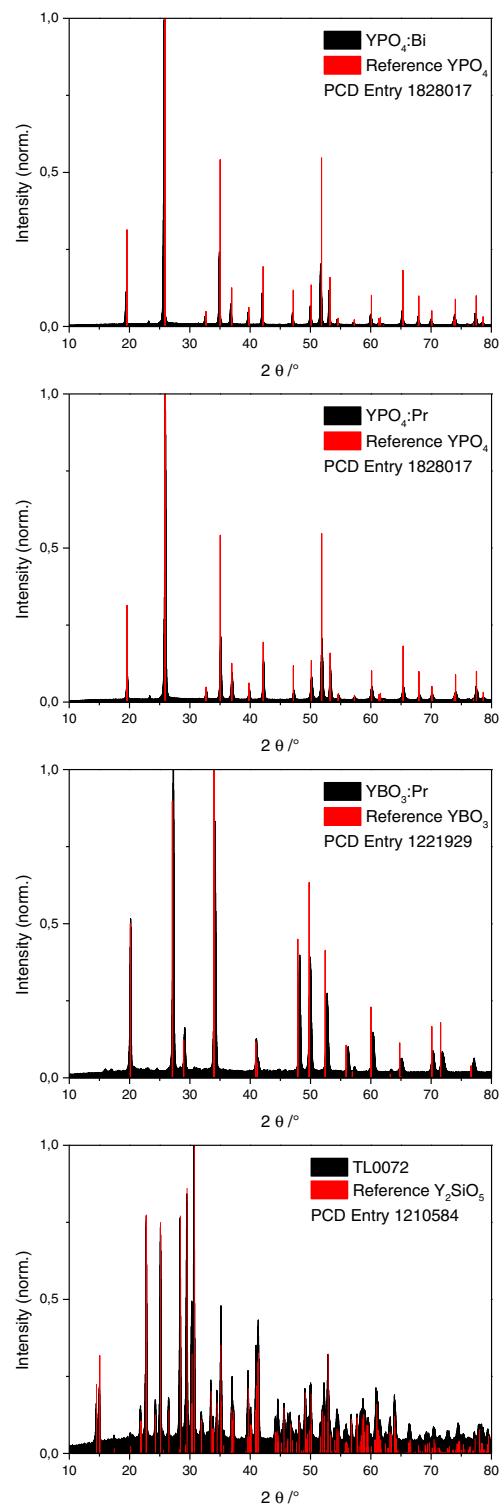 1,0
YPO₄:Bi
Reference YPO₄
PCD Entry 1828017
0,5
Intensity (norm.)
0,0
10 20 30 40 50 60 70 80
2 θ /°
1,0
YPO₄:Pr
Reference YPO₄
PCD Entry 1828017
0,5
Intensity (norm.)
0,0
10 20 30 40 50 60 70 80
2 θ /°
1,0
YBO₃:Pr
Reference YBO₃
PCD Entry 1221929
0,5
Intensity (norm.)
0,0
10 20 30 40 50 60 70 80
2 θ /°
1,0
TL0072
Reference Y₂SiO₅
PCD Entry 1210584
0,5
Intensity (norm.)
0,0
10 20 30 40 50 60 70 80
2 θ /°